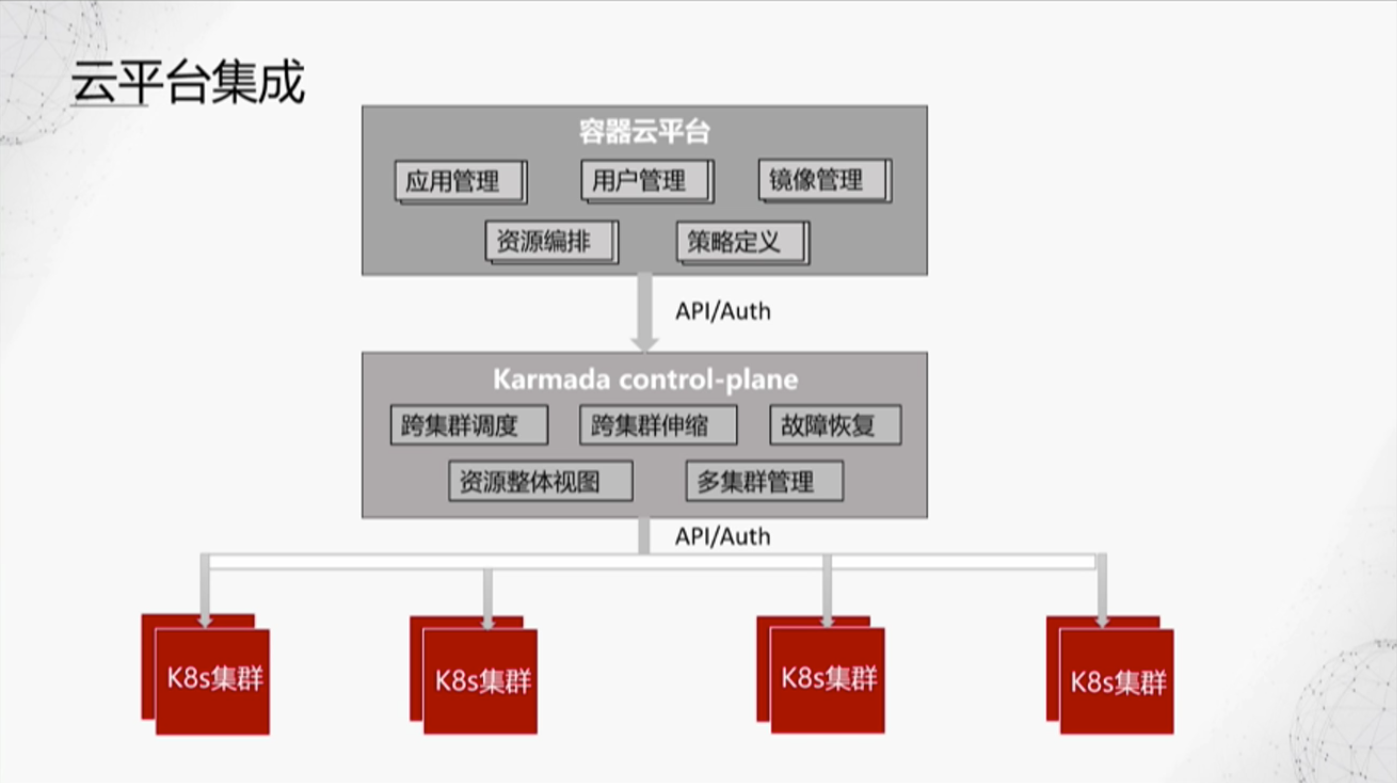 云平台集成
容器云平台
应用管理 用户管理 镜像管理
资源编排 策略定义
API/Auth
Karmada control-plane
跨集群调度 跨集群伸缩 故障恢复
资源整体视图 多集群管理
API/Auth
K8s集群 K8s集群 K8s集群 K8s集群